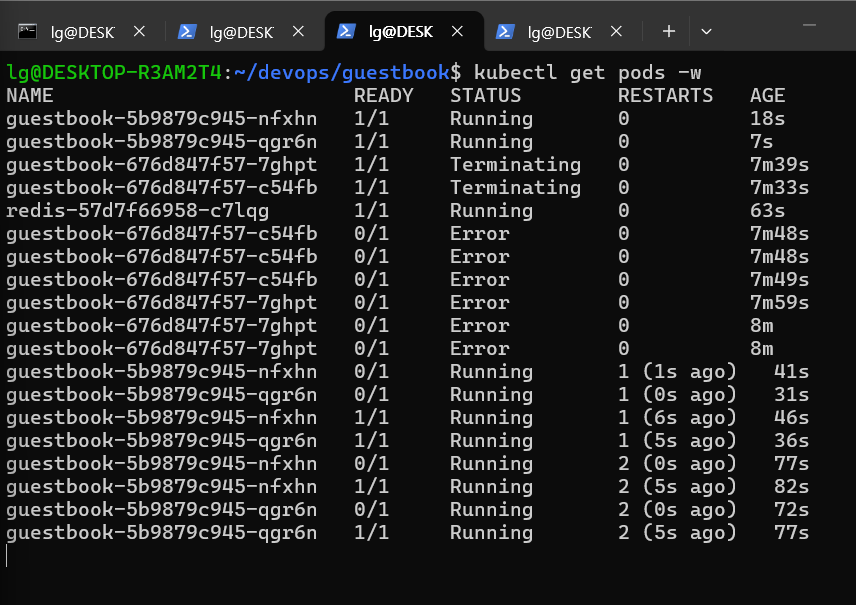 lg@DESK
lg@DESK
lg@DESK
lg@DESK
lg@DESKTOP-R3AM2T4:~/devops/guestbook$ kubectl get pods -w
NAME READY STATUS RESTARTS AGE
guestbook-5b9879c945-nfxhn 1/1 Running 0 18s
guestbook-5b9879c945-qgr6n 1/1 Running 0 7s
guestbook-676d847f57-7ghpt 1/1 Terminating 0 7m39s
guestbook-676d847f57-c54fb 1/1 Terminating 0 7m33s
redis-57d7f66958-c7lqg 1/1 Running 0 63s
guestbook-676d847f57-c54fb 0/1 Error 0 7m48s
guestbook-676d847f57-c54fb 0/1 Error 0 7m48s
guestbook-676d847f57-c54fb 0/1 Error 0 7m49s
guestbook-676d847f57-7ghpt 0/1 Error 0 7m59s
guestbook-676d847f57-7ghpt 0/1 Error 0 8m
guestbook-676d847f57-7ghpt 0/1 Error 0 8m
guestbook-5b9879c945-nfxhn 0/1 Running 1 (1s ago) 41s
guestbook-5b9879c945-qgr6n 0/1 Running 1 (0s ago) 31s
guestbook-5b9879c945-nfxhn 1/1 Running 1 (6s ago) 46s
guestbook-5b9879c945-qgr6n 1/1 Running 1 (5s ago) 36s
guestbook-5b9879c945-nfxhn 0/1 Running 2 (0s ago) 77s
guestbook-5b9879c945-nfxhn 1/1 Running 2 (5s ago) 82s
guestbook-5b9879c945-qgr6n 0/1 Running 2 (0s ago) 72s
guestbook-5b9879c945-qgr6n 1/1 Running 2 (5s ago) 77s